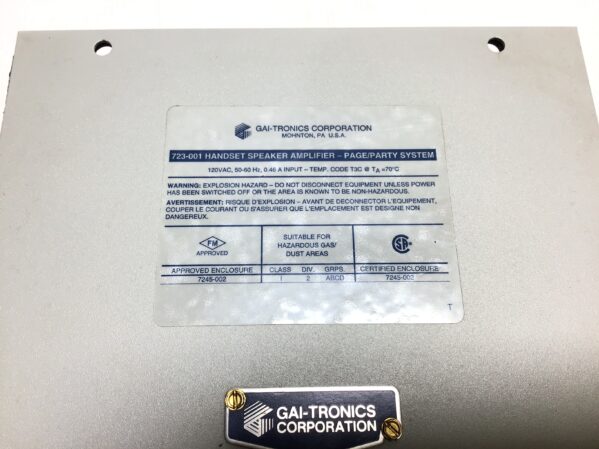 GAI-TRONICS CORPORATION
MOHNTON, PA U.S.A.
723-001 HANDSET SPEAKER AMPLIFIER – PAGE/PARTY SYSTEM
120VAC, 50-60 Hz, 0.46 A INPUT – TEMP. CODE T3C @ TA =70°C
WARNING: EXPLOSION HAZARD – DO NOT DISCONNECT EQUIPMENT UNLESS POWER
HAS BEEN SWITCHED OFF OR THE AREA IS KNOWN TO BE NON-HAZARDOUS.
AVERTISSEMENT: RISQUE D'EXPLOSION – AVANT DE DECONNECTOR L'EQUIPEMENT,
COUPER LE COURANT OU S'ASSURER QUE L'EMPLACEMENT EST DESIGNE NON
DANGEREUX.
FM
APPROVED
SUITABLE FOR
HAZARDOUS GAS/
DUST AREAS
SA
APPROVED ENCLOSURE CLASS DIV. GRPS. CERTIFIED ENCLOSURE
7245-002 I 2 ABCD 7245-002
T
GAI-TRONICS
CORPORATION